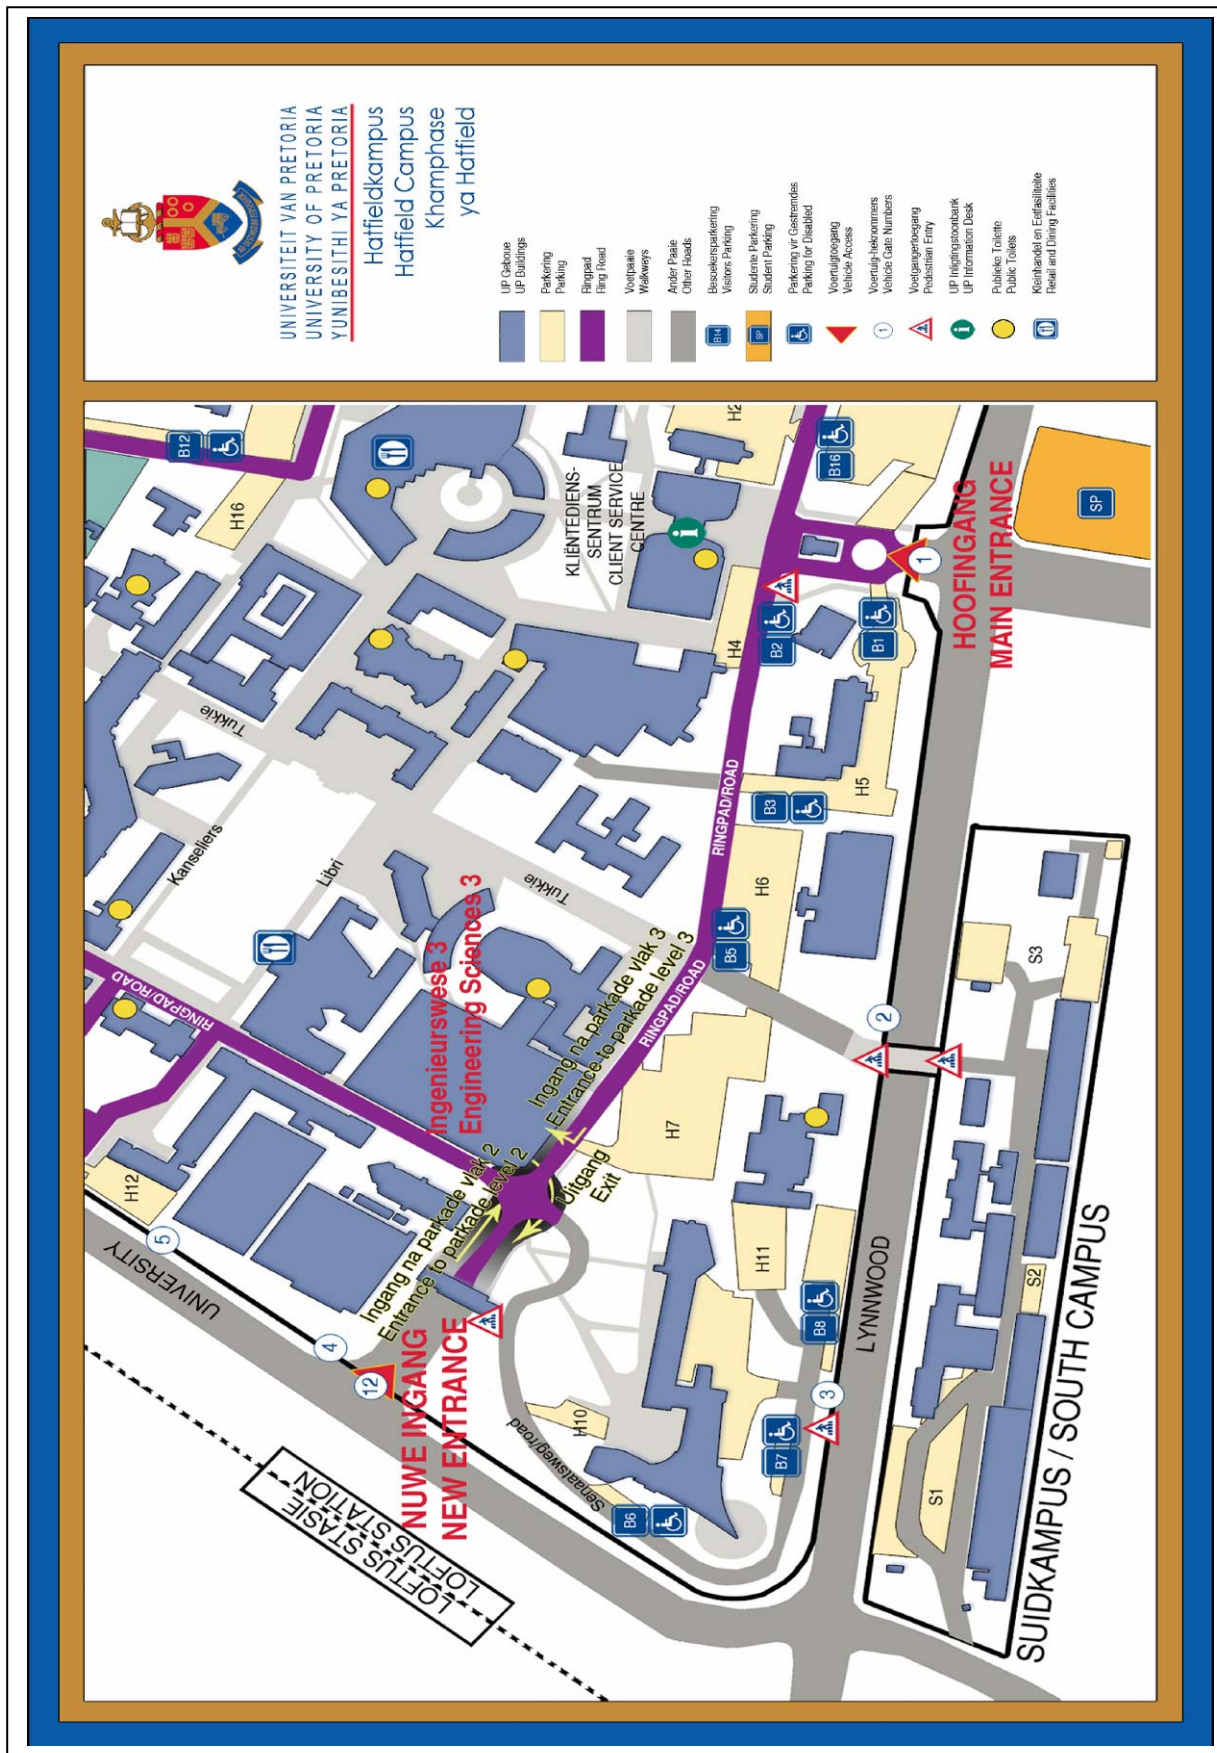 UNIVERSITEIT VAN PRETORIA
UNIVERSITY OF PRETORIA
YUNIBESITHI YA PRETORIA
Hatfieldkampus
Hatfield Campus
Khamphase
ya Hatfield
UP Geboue
UP Buildings
Parkering
Parking
Ringpad
Ring Road
Voetpaaie
Walkways
Ander Paaie
Other Roads
B14
Besoekersparkering
Visitors Parking
SP
Studente Parkering
Student Parking
Parkering vir Gestremdes
Parking for Disabled
Voertuigtoegang
Vehicle Access
1
Voertuig-heknommers
Vehicle Gate Numbers
Voetgangertoegang
Pedestrian Entry
i
UP Inligtingstoonbank
UP Information Desk
Publieke Toilette
Public Toilets
Kleinhandel en Eetfasiliteite
Retail and Dining Facilities
B12
H16
KLIËNTEDIENS-
SENTRUM
CLIENT SERVICE
CENTRE
i
H2
B16
HOOFINGANG
MAIN ENTRANCE
1
SP
B1
B2
H4
H5
B3
RINGPAD/ROAD
H6
B5
Tukkie
Kanseliers
Libri
Tukkie
RINGPAD/ROAD
Ingenieurswese 3
Engineering Sciences 3
Ingang na parkade vlak 3
Entrance to parkade level 3
RINGPAD/ROAD
H7
2
S3
Ingang na parkade vlak 2
Entrance to parkade level 2
Uitgang
Exit
H12
5
UNIVERSITY
4
12
NUWE INGANG
NEW ENTRANCE
LOFTUS STASIE
LOFTUS STATION
H10
Senaatsweg/road
B6
H11
B8
B7
3
LYNNWOOD
S2
S1
SUIDKAMPUS / SOUTH CAMPUS